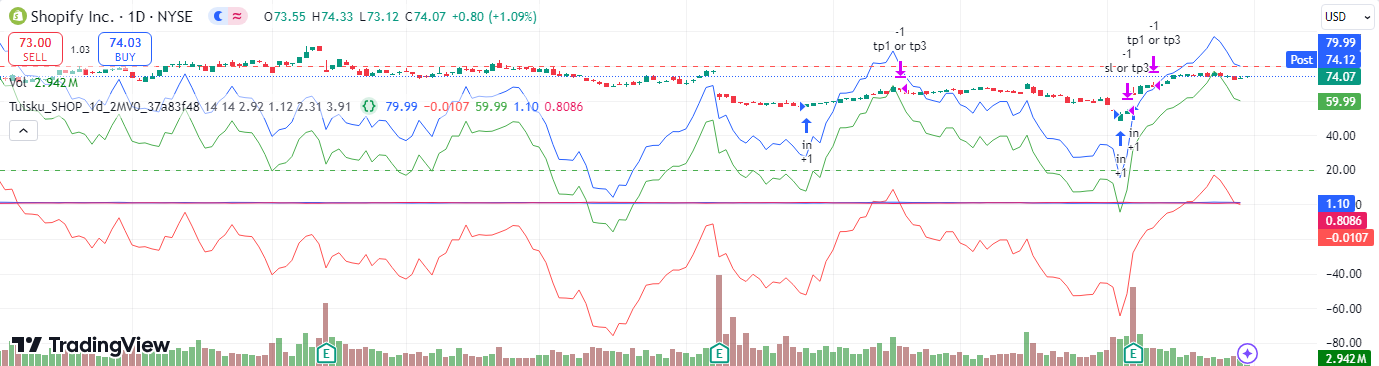 Shopify Inc. · 1D · NYSE O73.55 H74.33 L73.12 C74.07 +0.80 (+1.09%)
USD
73.00
SELL
1.03
74.03
BUY
Vol · 2.942 M
Tuisku_SHOP_1d_2MV0_37a83f48 14 14 2.92 1.12 2.31 3.91 {} 79.99 −0.0107 59.99 1.10 0.8086
-1
tp1 or tp3
-1
tp1 or tp3
-1
sl or tp3
in
+1
in
+1
in
+1
79.99
Post 74.12
74.07
59.99
40.00
20.00
1.10
0.8086
−0.0107
−40.00
−60.00
−80.00
2.942 M
E
E
E
TradingView